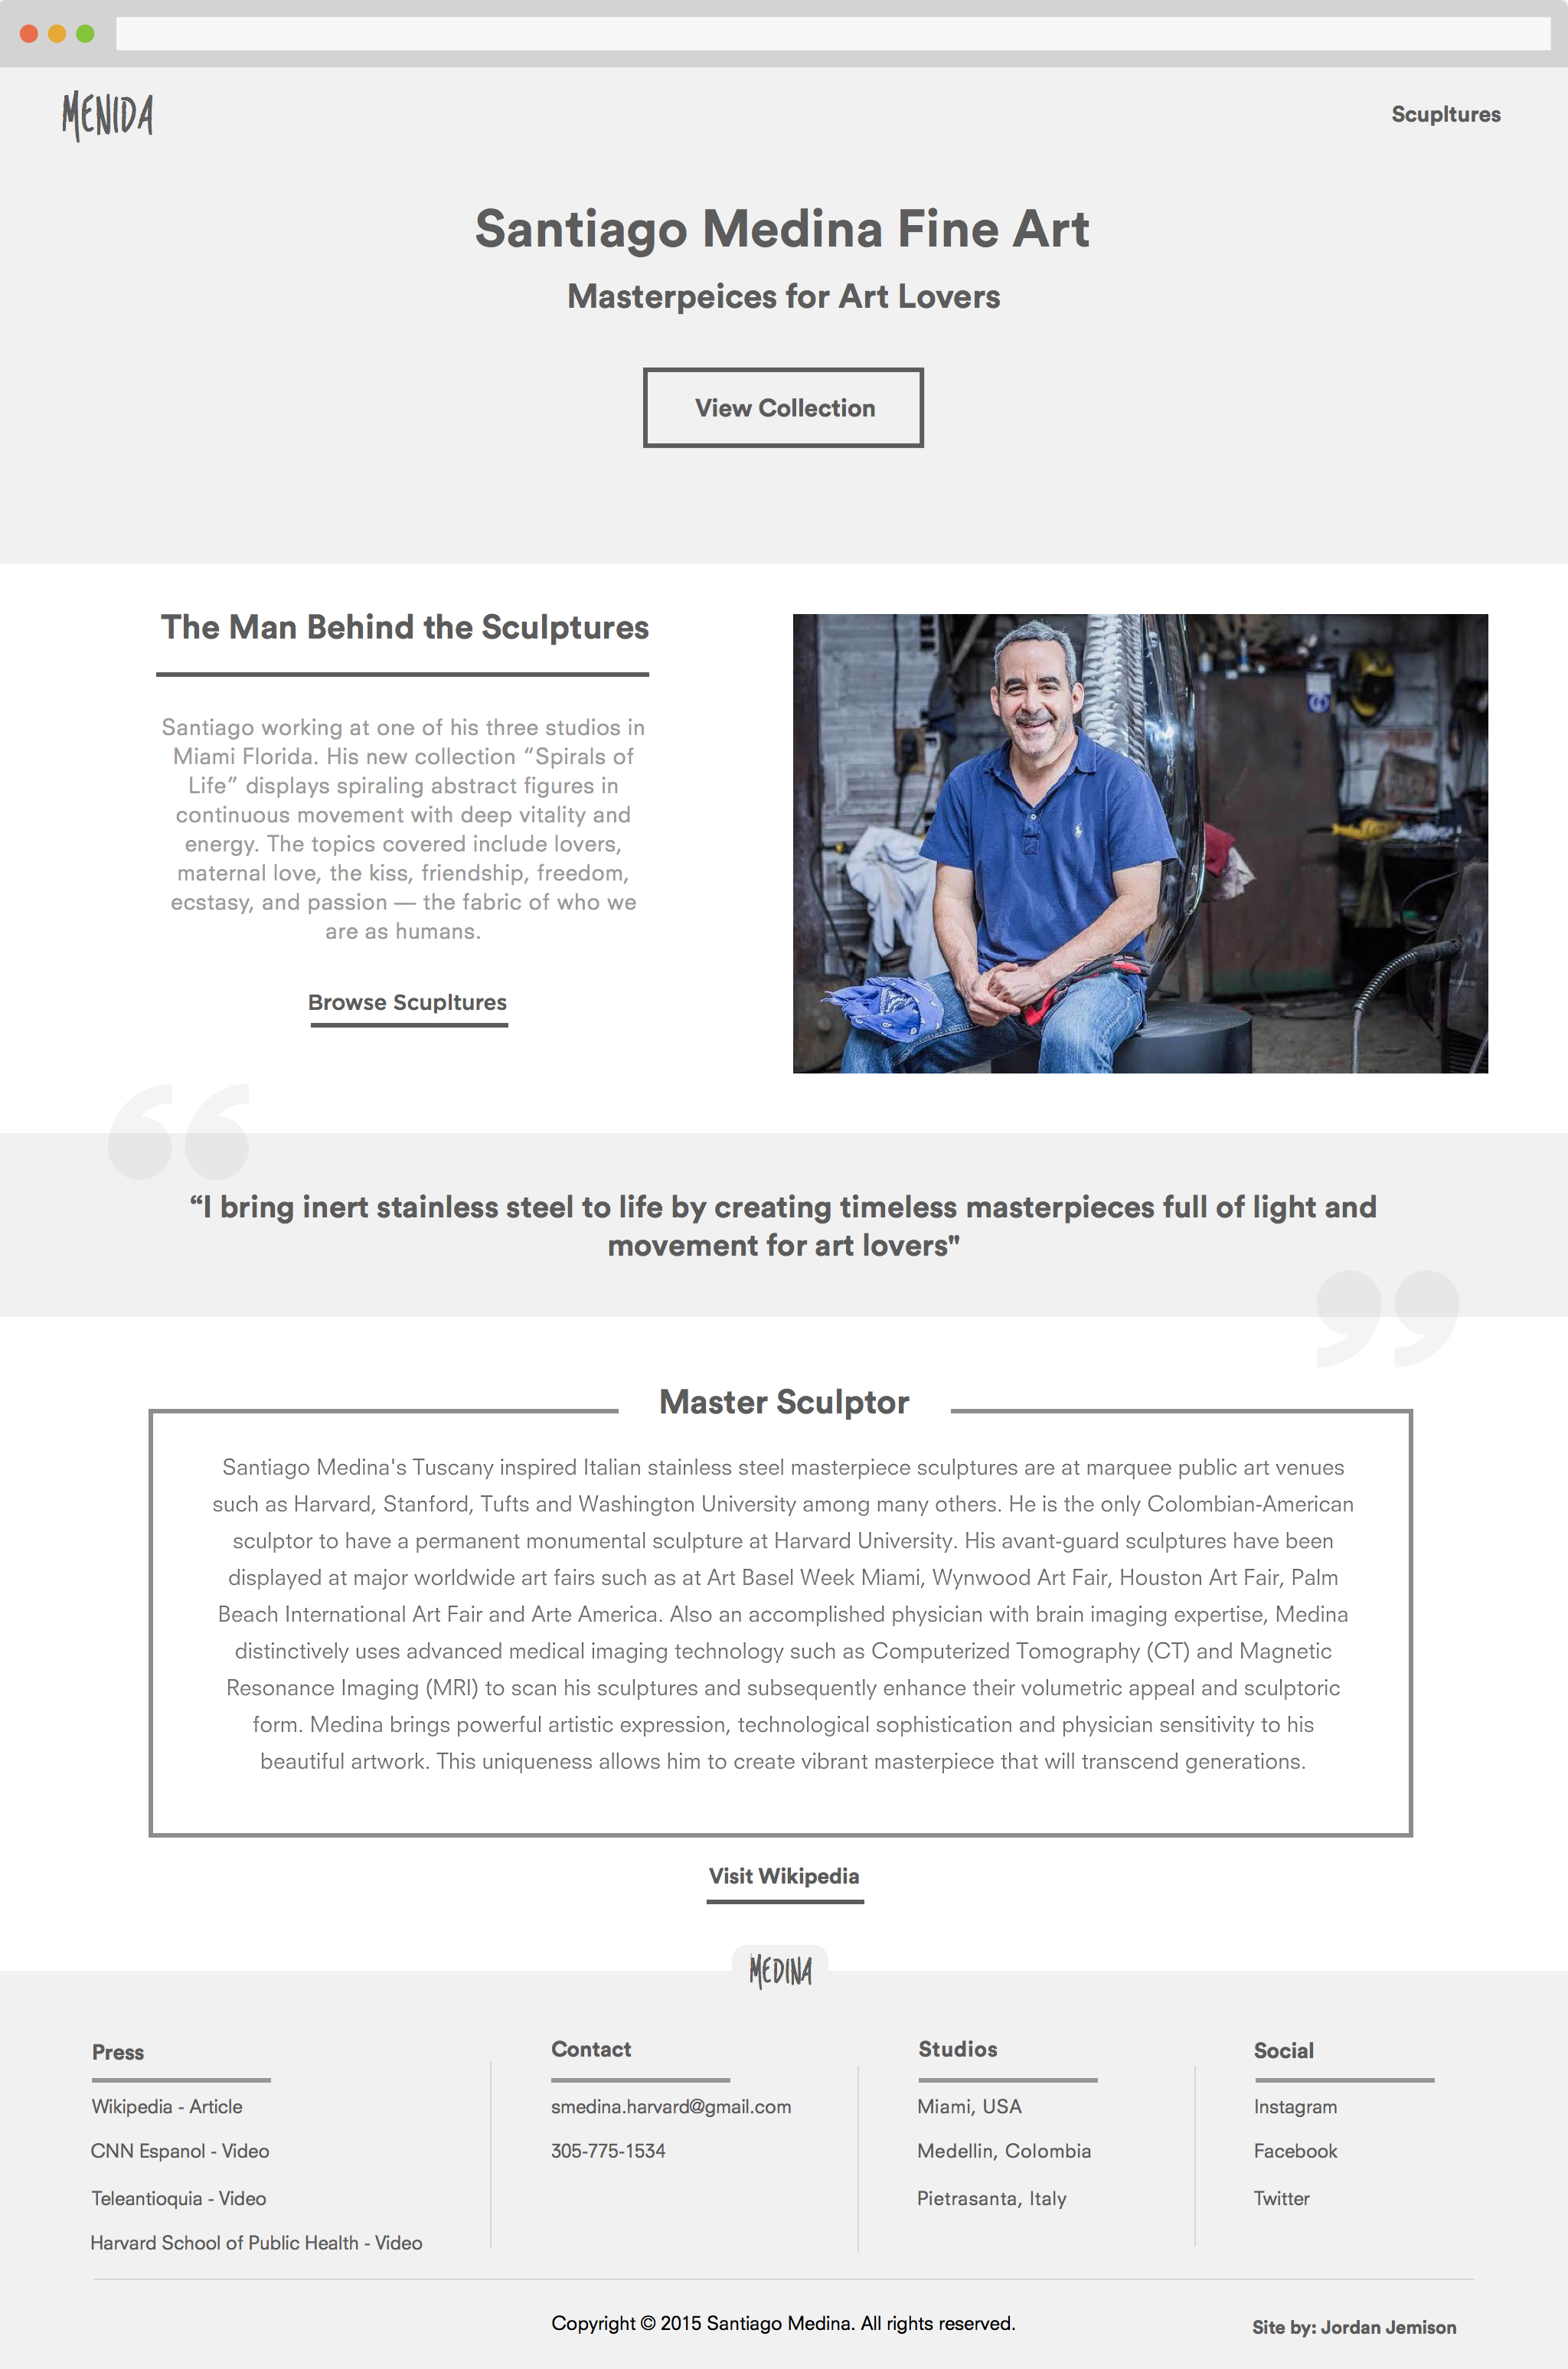 MENIDA
Scupltures
Santiago Medina Fine Art
Masterpeices for Art Lovers
View Collection
The Man Behind the Sculptures
Santiago working at one of his three studios in
Miami Florida. His new collection “Spirals of
Life” displays spiraling abstract figures in
continuous movement with deep vitality and
energy. The topics covered include lovers,
maternal love, the kiss, friendship, freedom,
ecstasy, and passion — the fabric of who we
are as humans.
Browse Scupltures
“I bring inert stainless steel to life by creating timeless masterpieces full of light and
movement for art lovers"
Master Sculptor
Santiago Medina's Tuscany inspired Italian stainless steel masterpiece sculptures are at marquee public art venues
such as Harvard, Stanford, Tufts and Washington University among many others. He is the only Colombian-American
sculptor to have a permanent monumental sculpture at Harvard University. His avant-guard sculptures have been
displayed at major worldwide art fairs such as at Art Basel Week Miami, Wynwood Art Fair, Houston Art Fair, Palm
Beach International Art Fair and Arte America. Also an accomplished physician with brain imaging expertise, Medina
distinctively uses advanced medical imaging technology such as Computerized Tomography (CT) and Magnetic
Resonance Imaging (MRI) to scan his sculptures and subsequently enhance their volumetric appeal and sculptoric
form. Medina brings powerful artistic expression, technological sophistication and physician sensitivity to his
beautiful artwork. This uniqueness allows him to create vibrant masterpiece that will transcend generations.
Visit Wikipedia
MEDINA
Press
Wikipedia - Article
CNN Espanol - Video
Teleantioquia - Video
Harvard School of Public Health - Video
Contact
smedina.harvard@gmail.com
305-775-1534
Studios
Miami, USA
Medellin, Colombia
Pietrasanta, Italy
Social
Instagram
Facebook
Twitter
Copyright © 2015 Santiago Medina. All rights reserved.
Site by: Jordan Jemison